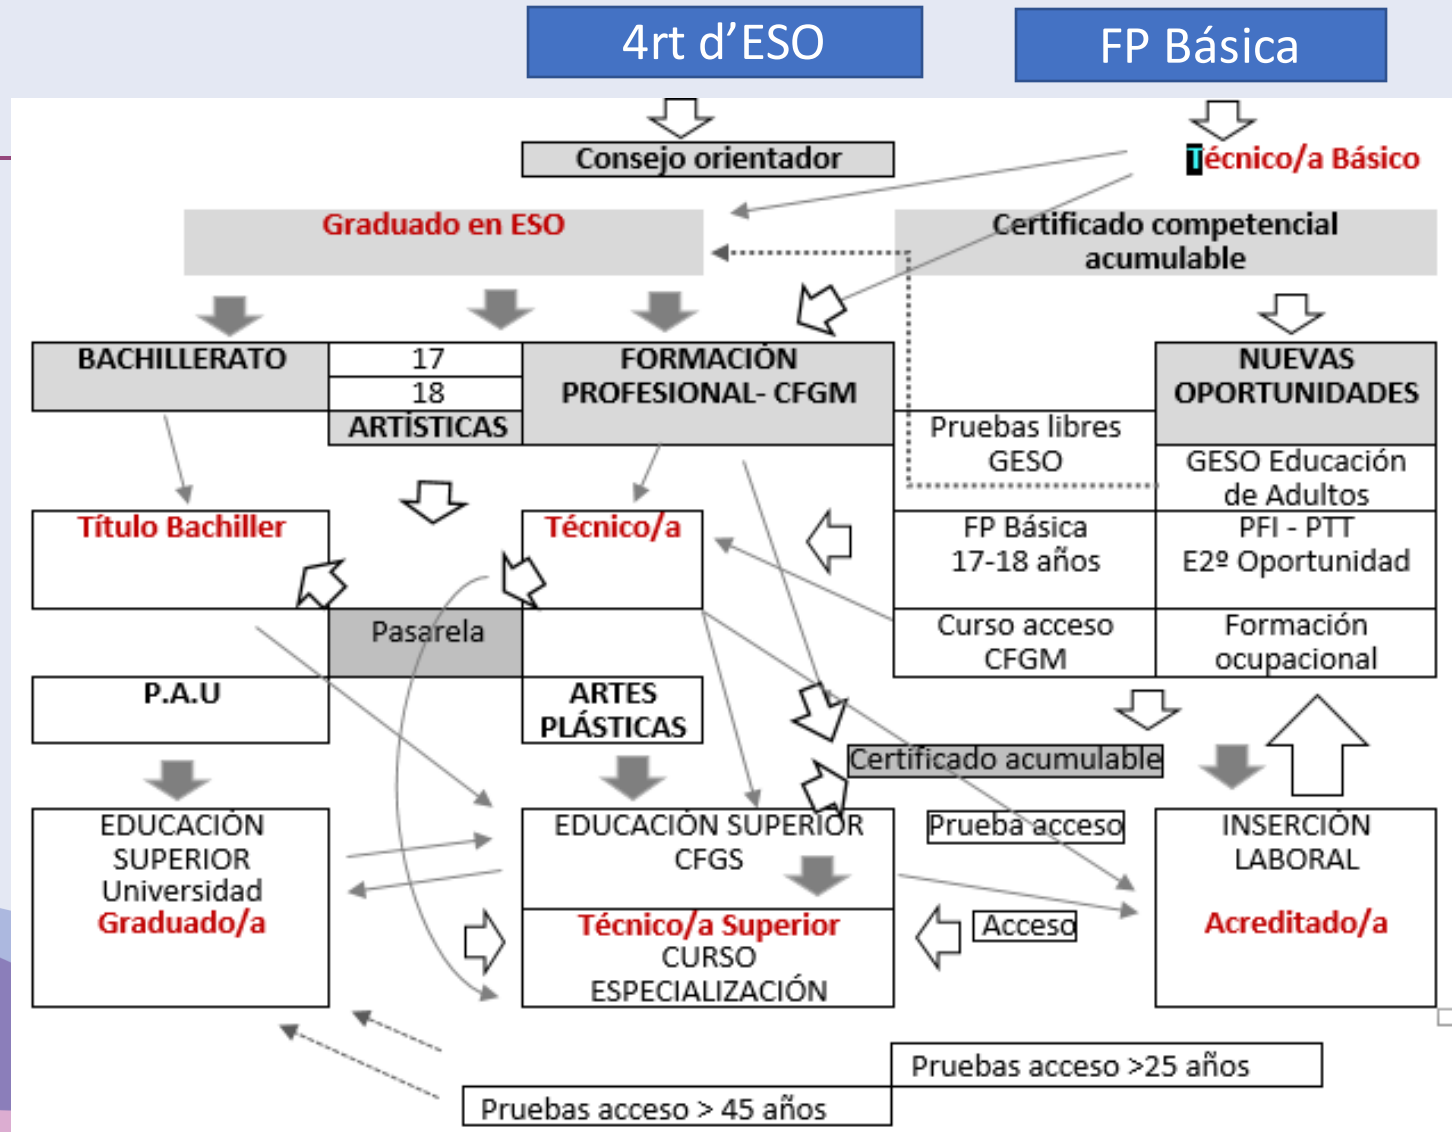 4rt d’ESO
FP Básica
Consejo orientador
Técnico/a Básico
Graduado en ESO
Certificado competencial
acumulable
BACHILLERATO
17
18
ARTÍSTICAS
FORMACIÓN
PROFESIONAL- CFGM
NUEVAS
OPORTUNIDADES
Pruebas libres
GESO
GESO Educación
de Adultos
Título Bachiller
Técnico/a
FP Básica
17-18 años
PFI - PTT
E2º Oportunidad
Pasarela
Curso acceso
CFGM
Formación
ocupacional
P.A.U
ARTES
PLÁSTICAS
Certificado acumulable
EDUCACIÓN
SUPERIOR
Universidad
Graduado/a
EDUCACIÓN SUPERIOR
CFGS
Técnico/a Superior
CURSO
ESPECIALIZACIÓN
Prueba acceso
Acceso
INSERCIÓN
LABORAL
Acreditado/a
Pruebas acceso >25 años
Pruebas acceso > 45 años